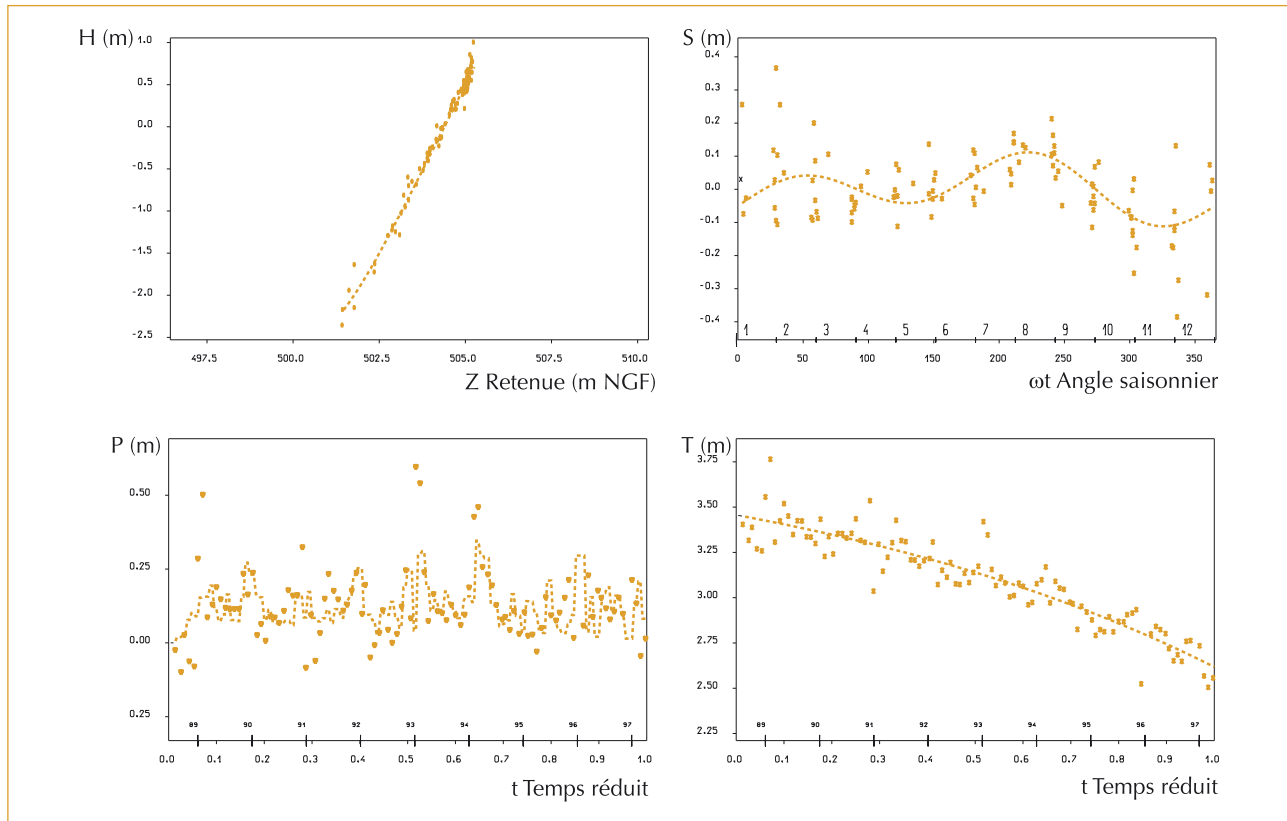 H (m)
1.0
0.5
0.0
-0.5
-1.0
-1.5
-2.0
-2.5
497.5 500.0 502.5 505.0 507.5 510.0
Z Retenue (m NGF)
S (m)
0.4
0.3
0.2
0.1
0.0
-0.1
-0.2
-0.3
-0.4
1 2 3 4 5 6 7 8 9 10 11 12
0 50 100 150 200 250 300 350
ωt Angle saisonnier
P (m)
0.50
0.25
0.00
0.25
89 90 91 92 93 94 95 96 97
0.0 0.1 0.2 0.3 0.4 0.5 0.6 0.7 0.8 0.9 1.0
t Temps réduit
T (m)
3.75
3.50
3.25
3.00
2.75
2.50
2.25
89 90 91 92 93 94 95 96 97
0.0 0.1 0.2 0.3 0.4 0.5 0.6 0.7 0.8 0.9 1.0
t Temps réduit